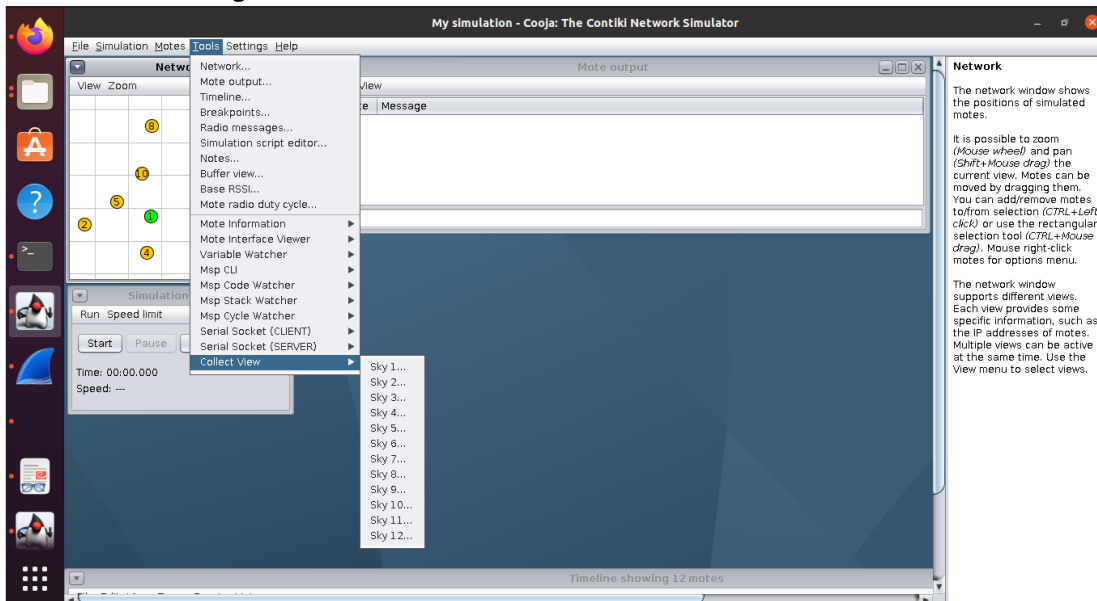 My simulation - Cooja: The Contiki Network Simulator
File Simulation Motes Tools Settings Help
Netwo
View Zoom
8
10
5
1
2
4
Network...
Mote output...
Timeline...
Breakpoints...
Radio messages...
Simulation script editor...
Notes...
Buffer view...
Base RSSI...
Mote radio duty cycle...
Mote Information
Mote Interface Viewer
Variable Watcher
Msp CLI
Msp Code Watcher
Msp Stack Watcher
Msp Cycle Watcher
Serial Socket (CLIENT)
Serial Socket (SERVER)
Collect View
Sky 1...
Sky 2...
Sky 3...
Sky 4...
Sky 5...
Sky 6...
Sky 7...
Sky 8...
Sky 9...
Sky 10...
Sky 11...
Sky 12...
Mote output
Message
Simulation
Run Speed limit
Start Pause
Time: 00:00.000
Speed: ---
Timeline showing 12 motes
Network
The network window shows
the positions of simulated
motes.
It is possible to zoom
(Mouse wheel) and pan
(Shift+Mouse drag) the
current view. Motes can be
moved by dragging them.
You can add/remove motes
to/from selection (CTRL+Left
click) or use the rectangular
selection tool (CTRL+Mouse
drag). Mouse right-click
motes for options menu.
The network window
supports different views.
Each view provides some
specific information, such as
the IP addresses of motes.
Multiple views can be active
at the same time. Use the
View menu to select views.